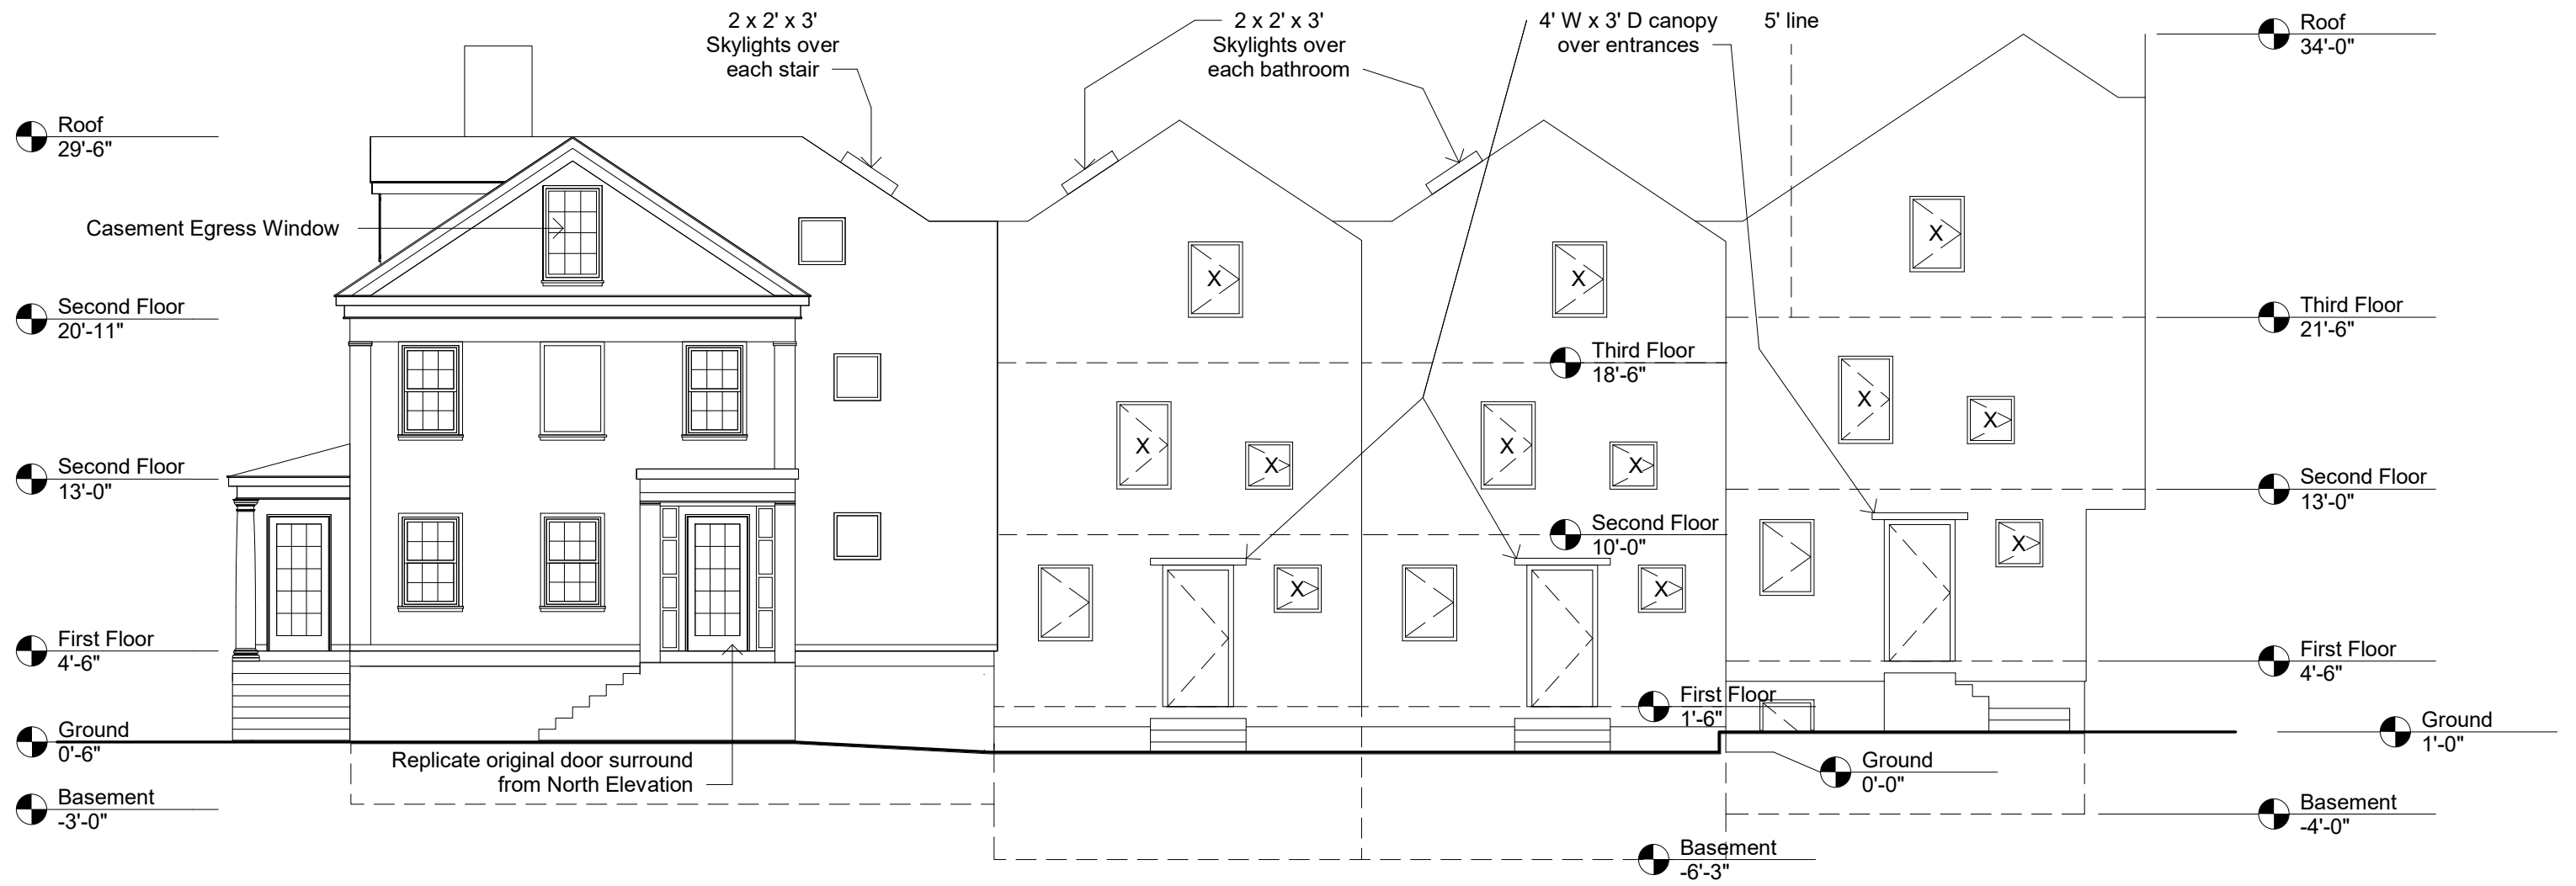 2 x 2' x 3'
Skylights over
each stair
2 x 2' x 3'
Skylights over
each bathroom
4' W x 3' D canopy
over entrances
5' line
Roof
34'-0"
Roof
29'-6"
Casement Egress Window
Second Floor
20'-11"
Second Floor
13'-0"
First Floor
4'-6"
Ground
0'-6"
Basement
-3'-0"
Replicate original door surround
from North Elevation
X
X
X
Third Floor
18'-6"
X
X
X
X
X
X
Second Floor
10'-0"
X
X
X
First Floor
1'-6"
Ground
0'-0"
Basement
-6'-3"
Third Floor
21'-6"
Second Floor
13'-0"
First Floor
4'-6"
Ground
1'-0"
Basement
-4'-0"